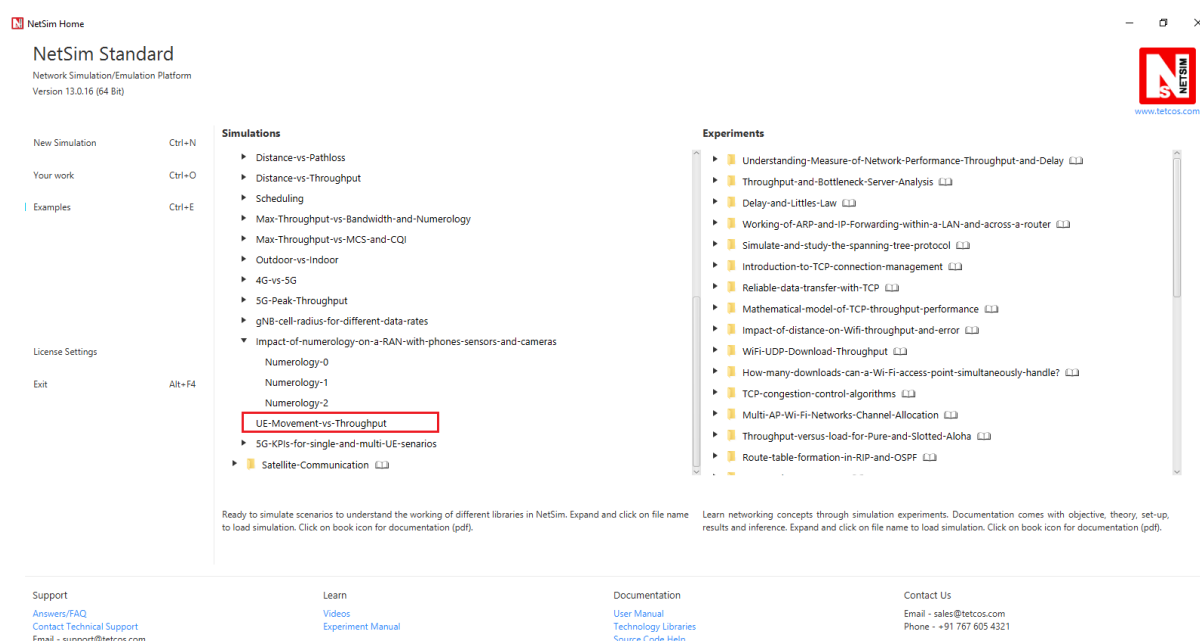 NetSim Home
NetSim Standard
Network Simulation/Emulation Platform
Version 13.0.16 (64 Bit)
NETSIM
www.tetcos.com
New Simulation Ctrl+N
Your work Ctrl+O
Examples Ctrl+E
License Settings
Exit Alt+F4
Simulations
Distance-vs-Pathloss
Distance-vs-Throughput
Scheduling
Max-Throughput-vs-Bandwidth-and-Numerology
Max-Throughput-vs-MCS-and-CQI
Outdoor-vs-Indoor
4G-vs-5G
5G-Peak-Throughput
gNB-cell-radius-for-different-data-rates
Impact-of-numerology-on-a-RAN-with-phones-sensors-and-cameras
Numerology-0
Numerology-1
Numerology-2
UE-Movement-vs-Throughput
5G-KPIs-for-single-and-multi-UE-senarios
Satellite-Communication
Ready to simulate scenarios to understand the working of different libraries in NetSim. Expand and click on file name
to load simulation. Click on book icon for documentation (pdf).
Experiments
Understanding-Measure-of-Network-Performance-Throughput-and-Delay
Throughput-and-Bottleneck-Server-Analysis
Delay-and-Littles-Law
Working-of-ARP-and-IP-Forwarding-within-a-LAN-and-across-a-router
Simulate-and-study-the-spanning-tree-protocol
Introduction-to-TCP-connection-management
Reliable-data-transfer-with-TCP
Mathematical-model-of-TCP-throughput-performance
Impact-of-distance-on-Wifi-throughput-and-error
WiFi-UDP-Download-Throughput
How-many-downloads-can-a-Wi-Fi-access-point-simultaneously-handle?
TCP-congestion-control-algorithms
Multi-AP-Wi-Fi-Networks-Channel-Allocation
Throughput-versus-load-for-Pure-and-Slotted-Aloha
Route-table-formation-in-RIP-and-OSPF
Learn networking concepts through simulation experiments. Documentation comes with objective, theory, set-up,
results and inference. Expand and click on file name to load simulation. Click on book icon for documentation (pdf).
Support
Answers/FAQ
Contact Technical Support
Email - support@tetcos.com
Learn
Videos
Experiment Manual
Documentation
User Manual
Technology Libraries
Source Code Help
Contact Us
Email - sales@tetcos.com
Phone - +91 767 605 4321